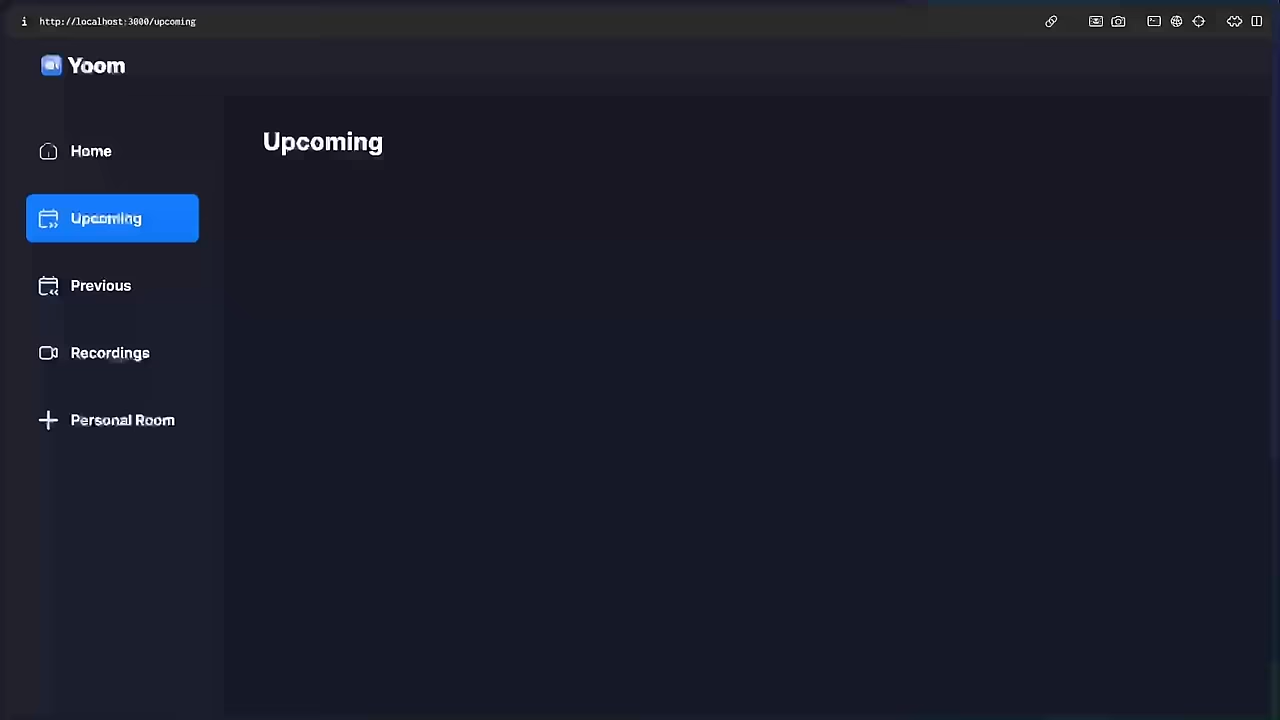 http://localhost:3000/upcoming
Yoom
Home
Upcoming
Previous
Recordings
Personal Room
Upcoming